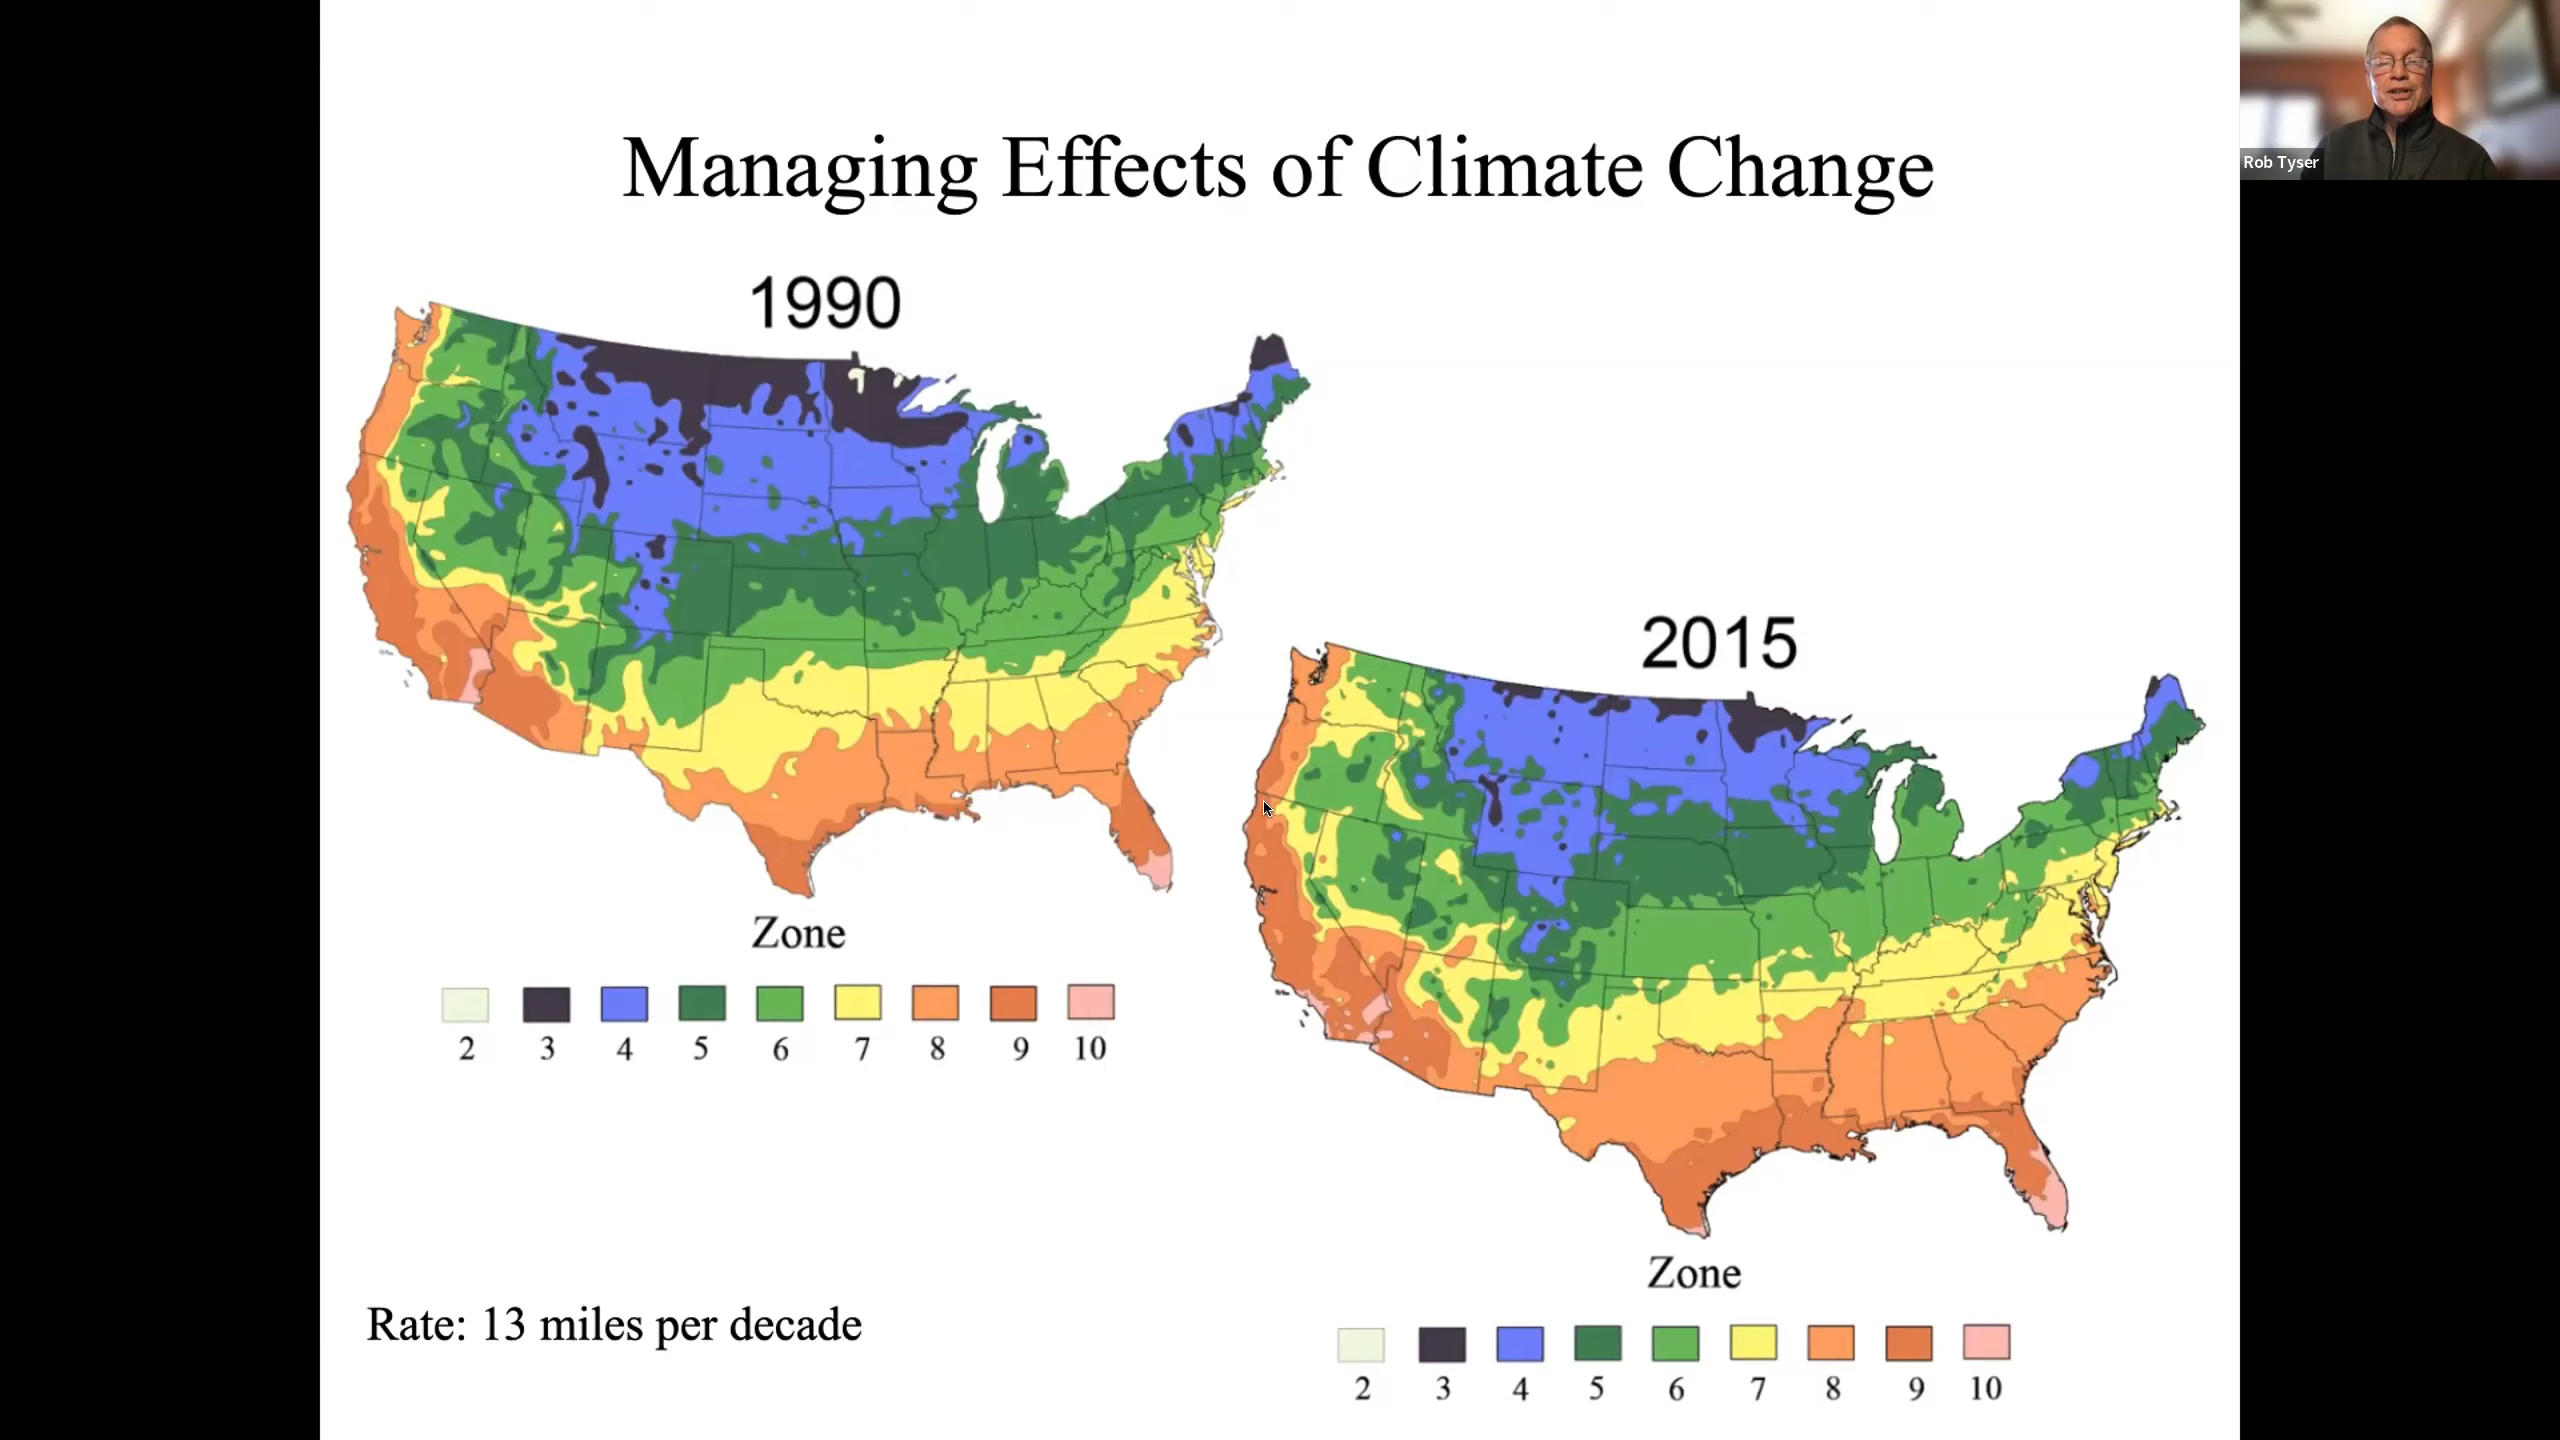 Rob Tyser
Managing Effects of Climate Change
1990
Zone
2 3 4 5 6 7 8 9 10
2015
Zone
2 3 4 5 6 7 8 9 10
Rate: 13 miles per decade